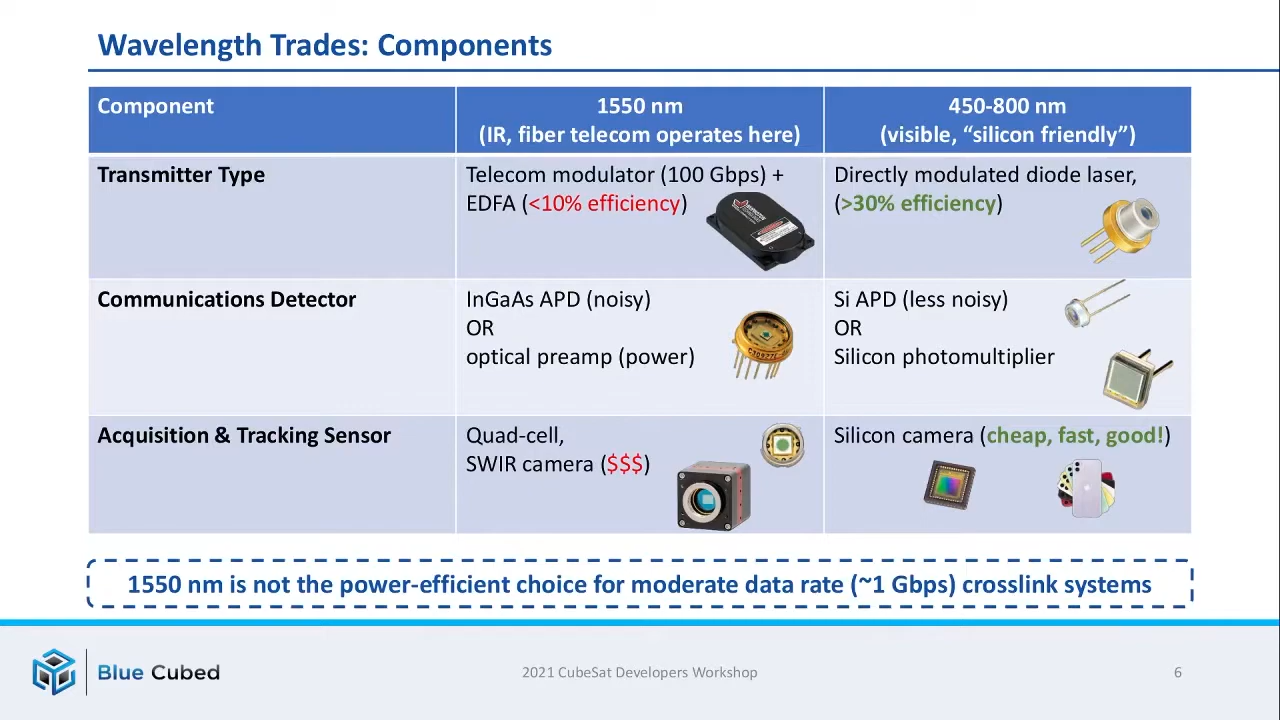 Wavelength Trades: Components
Component
1550 nm
(IR, fiber telecom operates here)
450-800 nm
(visible, “silicon friendly”)
Transmitter Type
Telecom modulator (100 Gbps) +
EDFA (<10% efficiency)
Directly modulated diode laser,
(>30% efficiency)
Communications Detector
InGaAs APD (noisy)
OR
optical preamp (power)
Si APD (less noisy)
OR
Silicon photomultiplier
Acquisition & Tracking Sensor
Quad-cell,
SWIR camera ($$$)
Silicon camera (cheap, fast, good!)
1550 nm is not the power-efficient choice for moderate data rate (~1 Gbps) crosslink systems
Blue Cubed
2021 CubeSat Developers Workshop
6